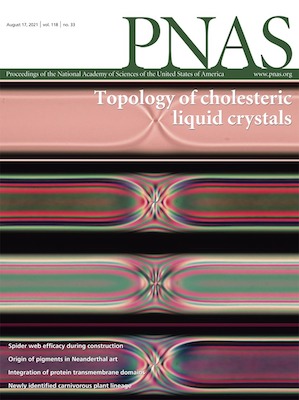 August 17, 2021 | vol. 118 | no. 33
PNAS
Proceedings of the National Academy of Sciences of the United States of America
www.pnas.org
Topology of cholesteric
liquid crystals
Spider web efficacy during construction
Origin of pigments in Neanderthal art
Integration of protein transmembrane domains
Newly identified carnivorous plant lineage